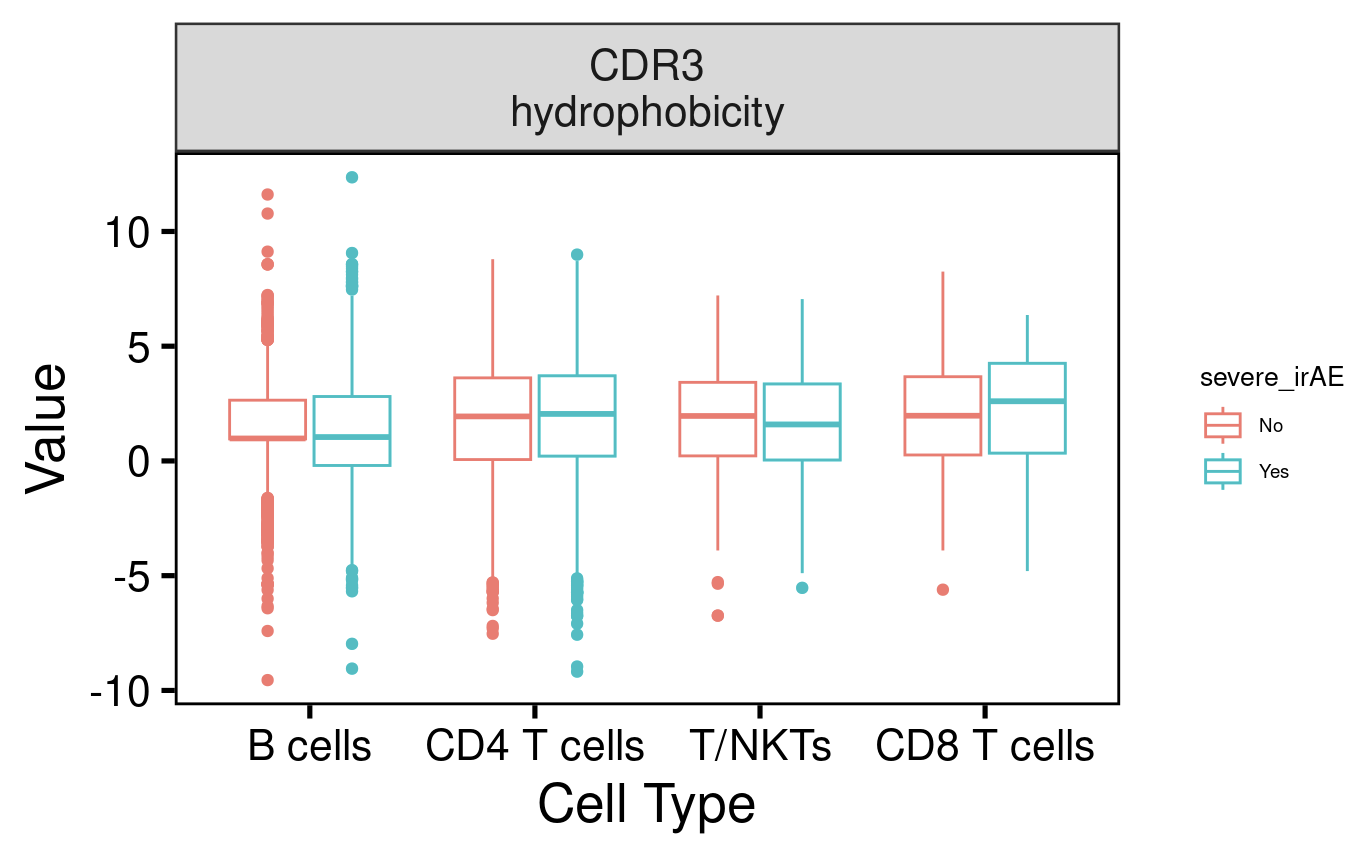 CDR3
hydrophobicity
Value
10
5
0
-5
-10
B cells
CD4 T cells
T/NKTs
CD8 T cells
Cell Type
severe_irAE
No
Yes